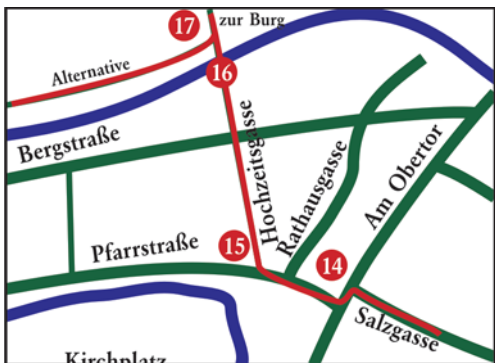 17
zur Burg
Alternative
16
Bergstraße
Hochzeitsgasse
Rathausgasse
Am Obertor
Pfarrstraße
15
14
Salzgasse
Kirchplatz